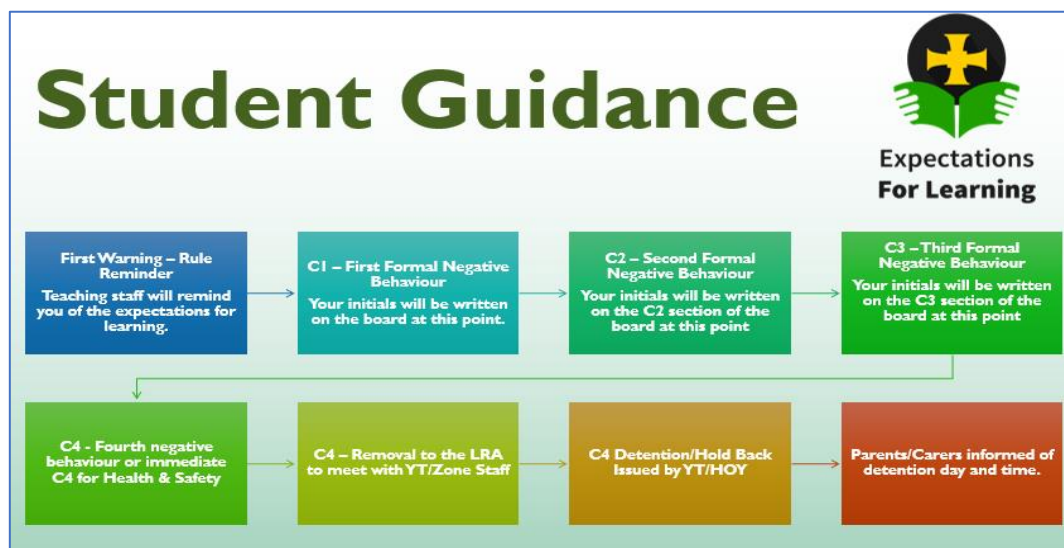 Student Guidance
Expectations
For Learning
First Warning – Rule
Reminder
Teaching staff will remind
you of the expectations for
learning.
C1 – First Formal Negative
Behaviour
Your initials will be written
on the board at this point.
C2 – Second Formal
Negative Behaviour
Your initials will be written
on the C2 section of the
board at this point
C3 – Third Formal
Negative Behaviour
Your initials will be written
on the C3 section of the
board at this point
C4 - Fourth negative
behaviour or immediate
C4 for Health & Safety
C4 – Removal to the LRA
to meet with YT/Zone Staff
C4 Detention/Hold Back
Issued by YT/HOY
Parents/Carers informed of
detention day and time.